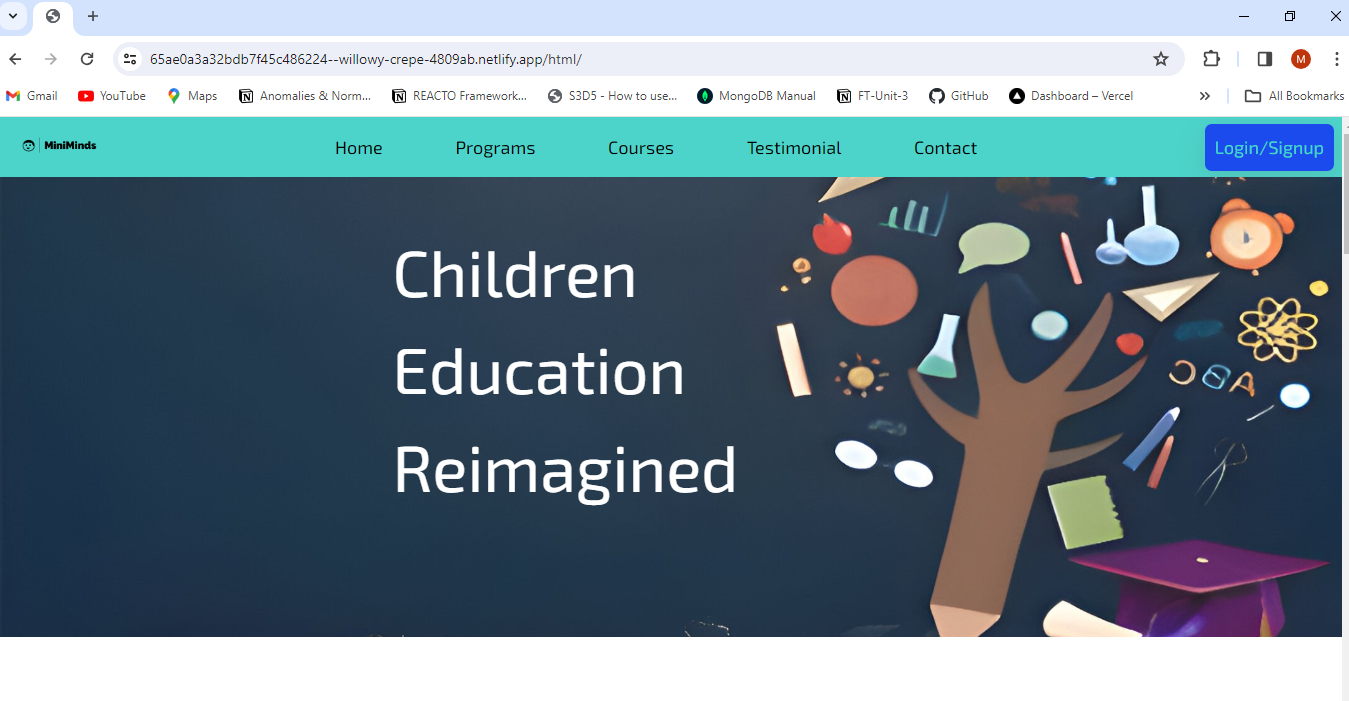 65ae0a3a32bdb7f45c486224--willowy-crepe-4809ab.netlify.app/html/
M
Gmail YouTube Maps Anomalies & Norm... REACTO Framework... S3D5 - How to use... MongoDB Manual FT-Unit-3 GitHub Dashboard – Vercel » All Bookmarks
MiniMinds Home Programs Courses Testimonial Contact Login/Signup
Children
Education
Reimagined